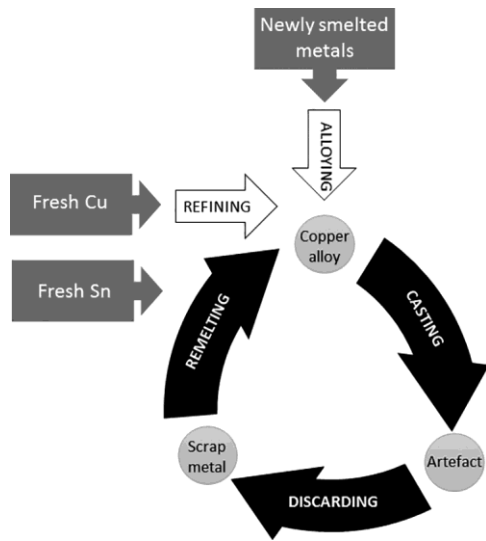 Newly smelted
metals
ALLOYING
Fresh Cu
REFINING
Copper
alloy
Fresh Sn
REMELTING
CASTING
Scrap
metal
Artefact
DISCARDING